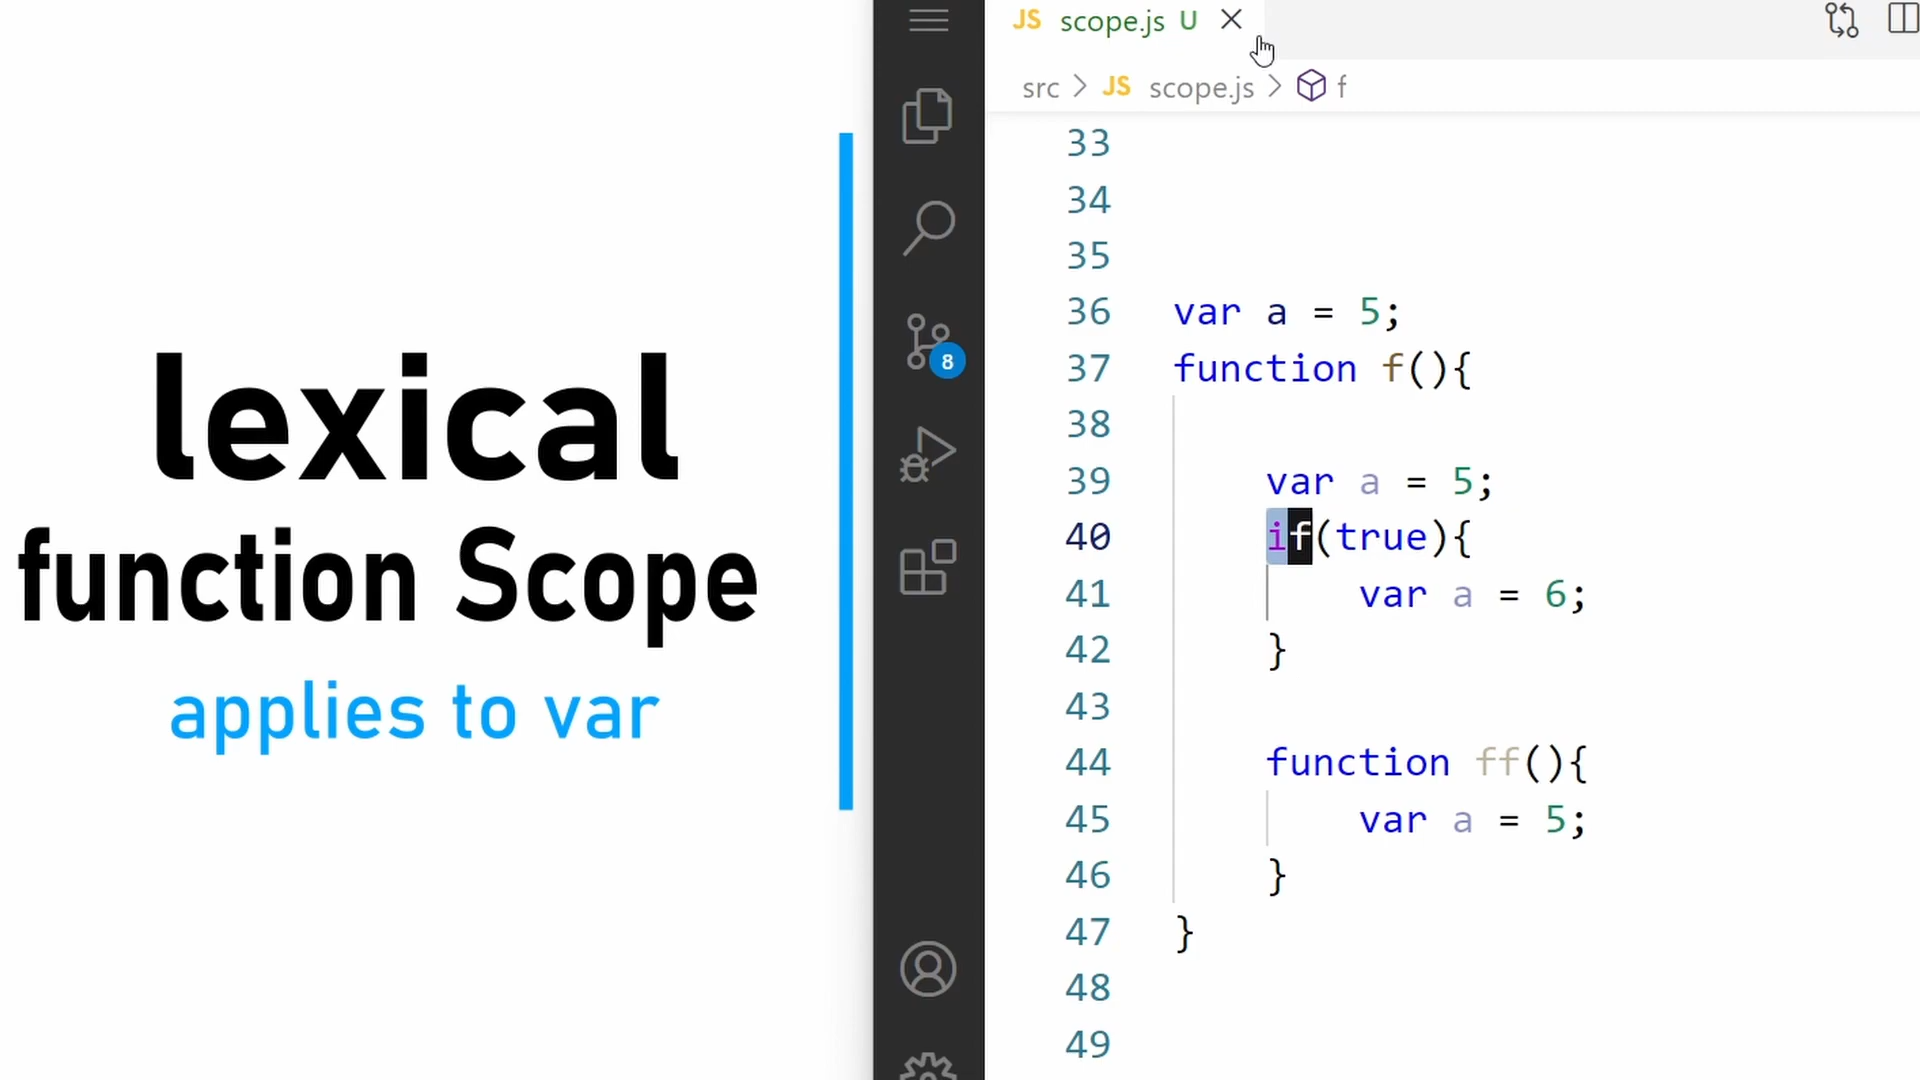 lexical
function Scope
applies to var
8
JS scope.js U
src > JS scope.js > f
33
34
35
36 var a = 5;
37 function f(){
38
39 var a = 5;
40 if(true){
41 var a = 6;
42 }
43
44 function ff(){
45 var a = 5;
46 }
47 }
48
49